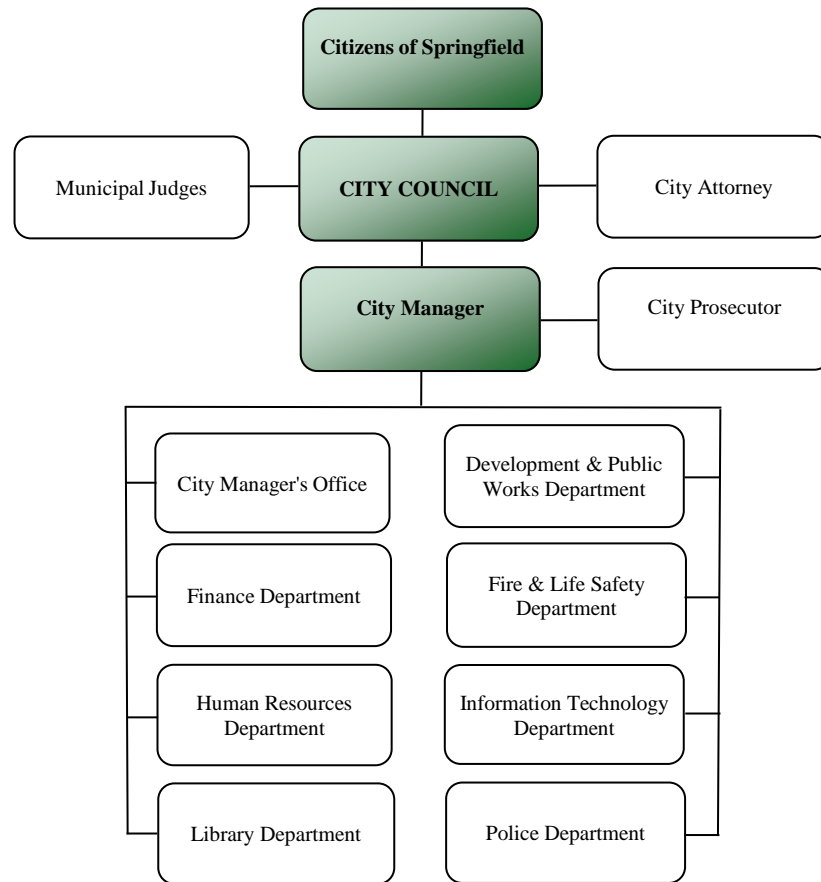 Citizens of Springfield
Municipal Judges
CITY COUNCIL
City Attorney
City Manager
City Prosecutor
City Manager's Office
Development & Public
Works Department
Finance Department
Fire & Life Safety
Department
Human Resources
Department
Information Technology
Department
Library Department
Police Department